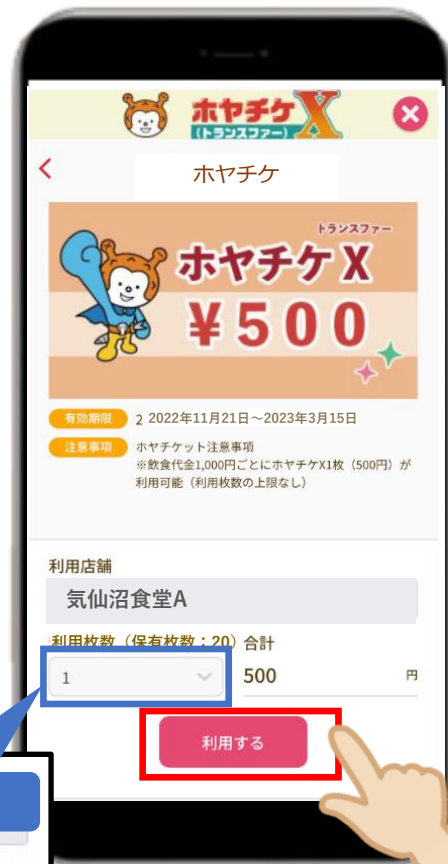 ホヤチケX
(トランスファー)
ホヤチケ
トランスファー
ホヤチケX
¥500
有効期限 2 2022年11月21日～2023年3月15日
注意事項 ホヤチケット注意事項
※飲食代金1,000円ごとにホヤチケX1枚（500円）が
利用可能（利用枚数の上限なし）
利用店舗
気仙沼食堂A
利用枚数（保有枚数：20） 合計
1 500 円
利用する